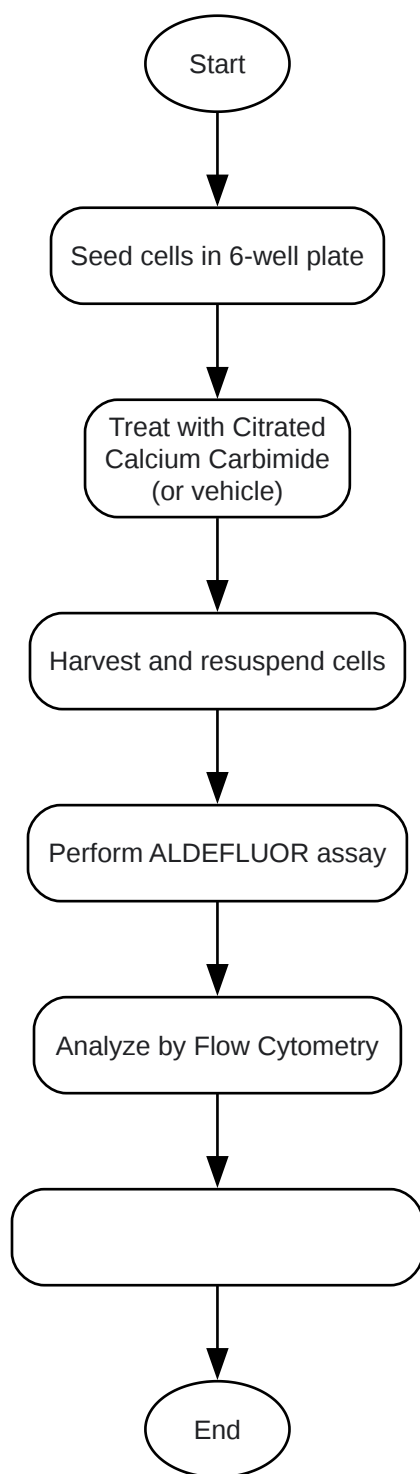 Start
Seed cells in 6-well plate
Treat with Citrated
Calcium Carbimide
(or vehicle)
Harvest and resuspend cells
Perform ALDEFLUOR assay
Analyze by Flow Cytometry
End